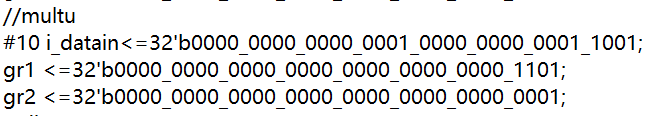 //multu
#10 i_datain<=32'b0000_0000_0000_0001_0000_0000_0001_1001;
gr1 <=32'b0000_0000_0000_0000_0000_0000_0000_1101;
gr2 <=32'b0000_0000_0000_0000_0000_0000_0000_0001;